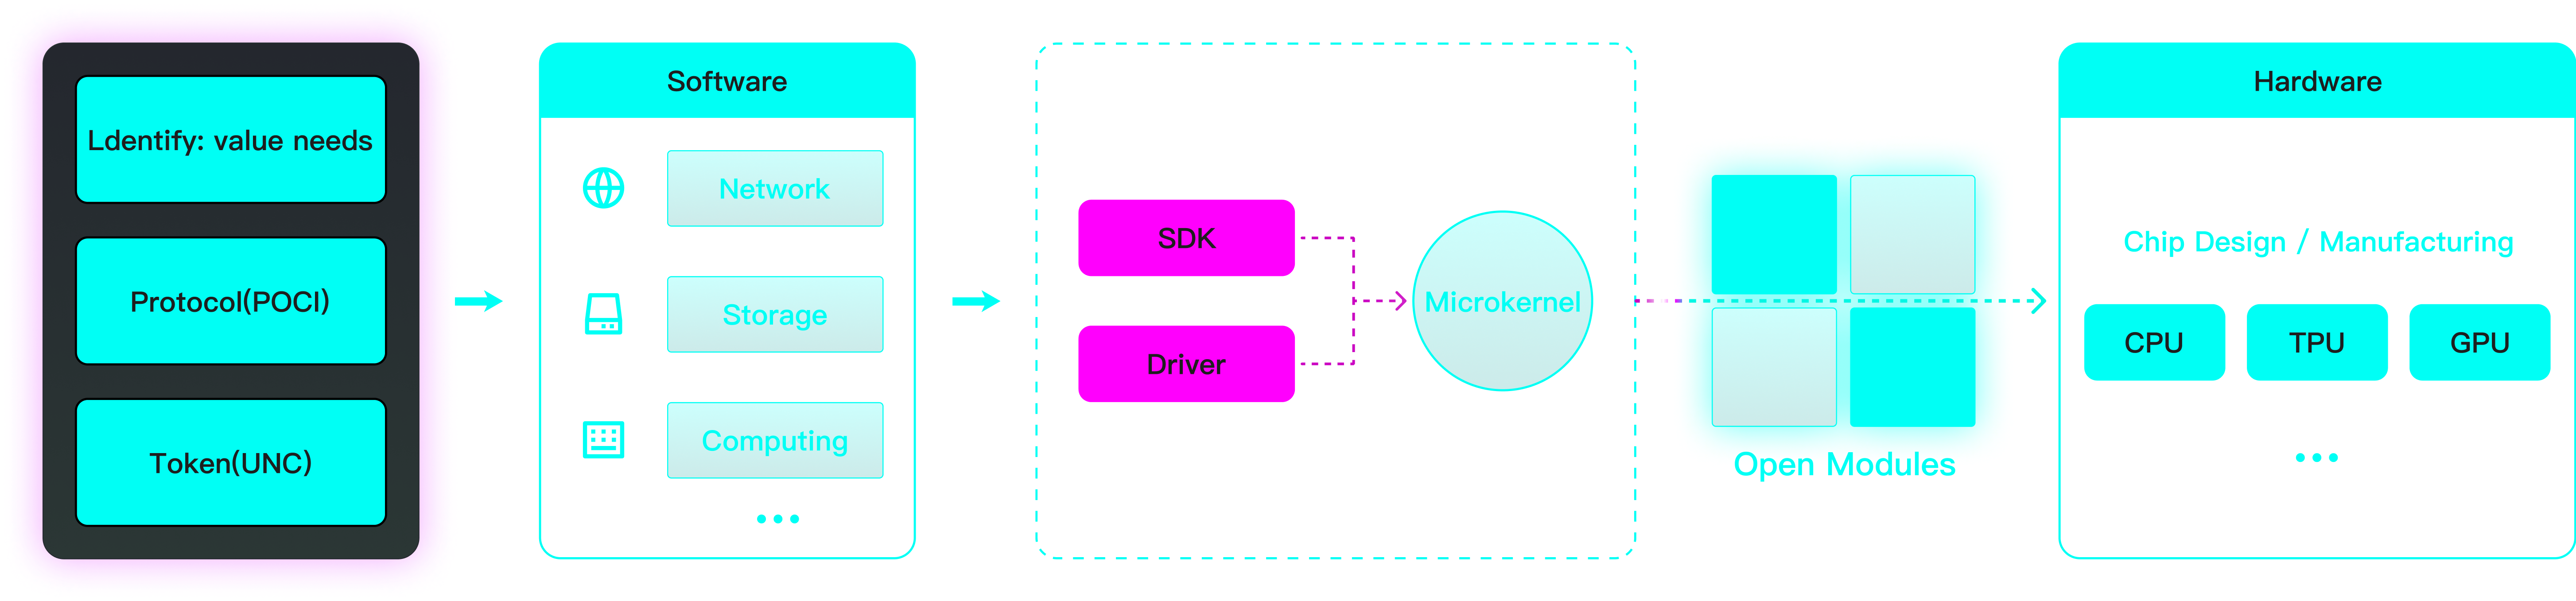 Ldentify: value needs
Protocol(POCI)
Token(UNC)
Software
Network
Storage
Computing
SDK
Driver
Microkernel
Open Modules
Hardware
Chip Design / Manufacturing
CPU
TPU
GPU